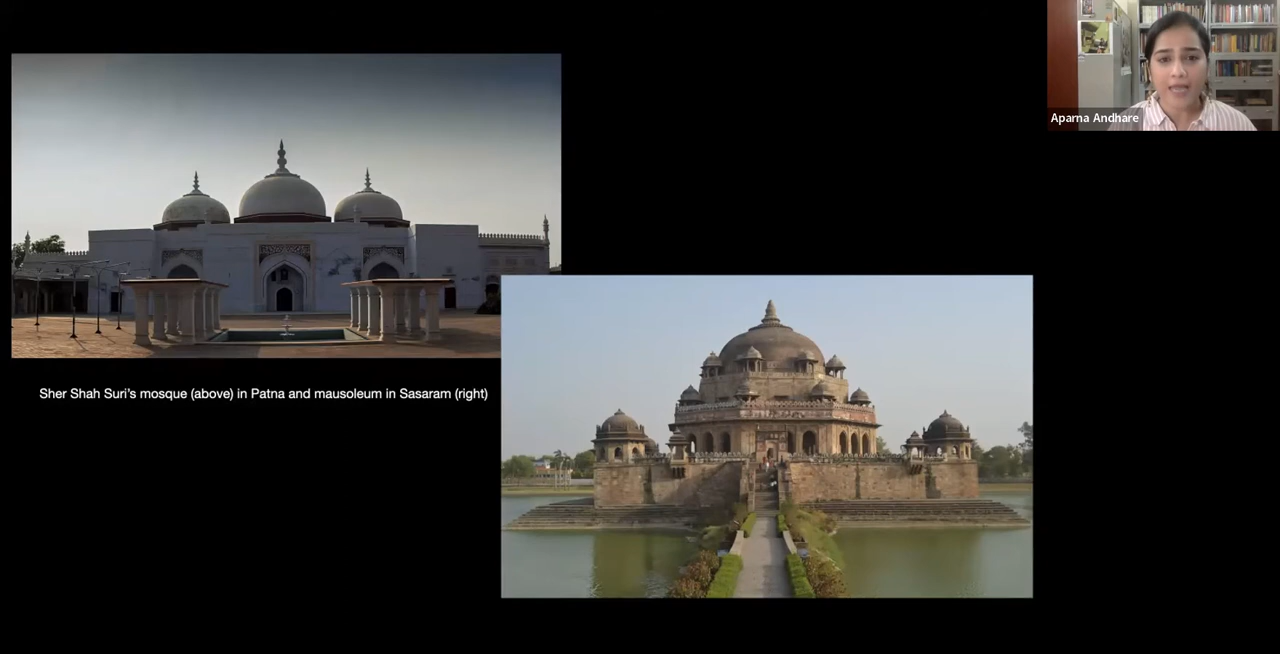 Aparna Andhare
Sher Shah Suri’s mosque (above) in Patna and mausoleum in Sasaram (right)